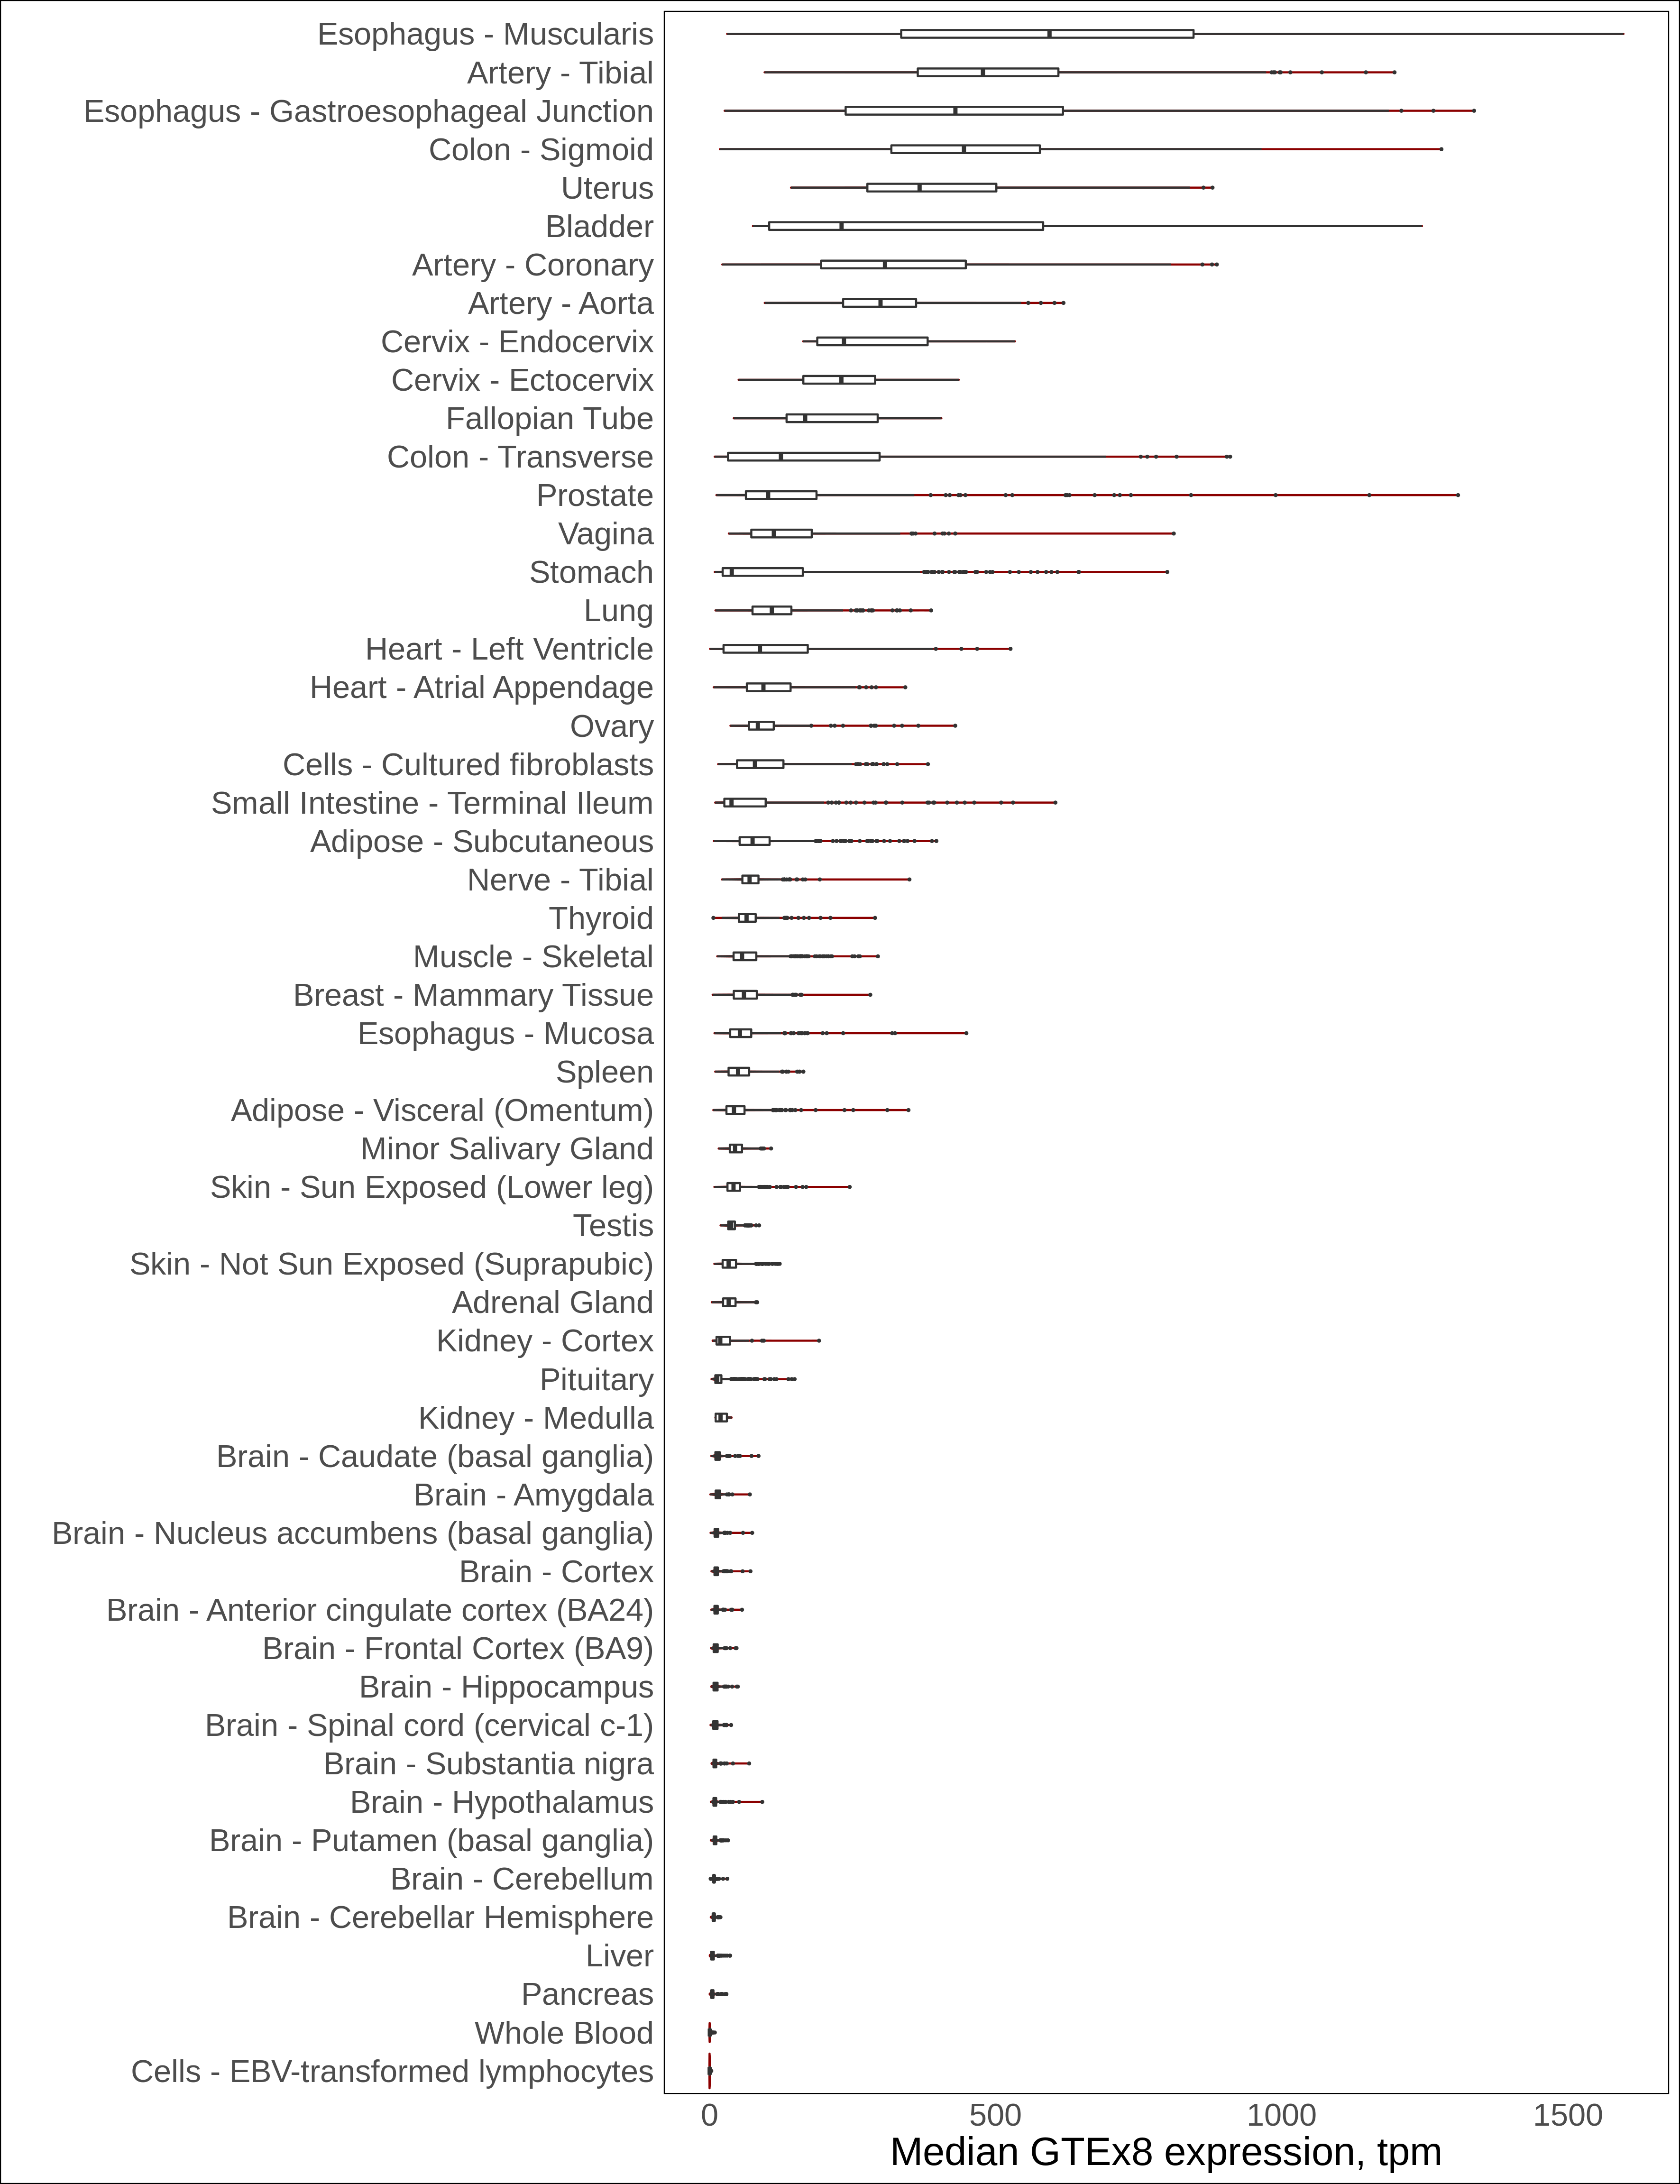 Esophagus - Muscularis
Artery - Tibial
Esophagus - Gastroesophageal Junction
Colon - Sigmoid
Uterus
Bladder
Artery - Coronary
Artery - Aorta
Cervix - Endocervix
Cervix - Ectocervix
Fallopian Tube
Colon - Transverse
Prostate
Vagina
Stomach
Lung
Heart - Left Ventricle
Heart - Atrial Appendage
Ovary
Cells - Cultured fibroblasts
Small Intestine - Terminal Ileum
Adipose - Subcutaneous
Nerve - Tibial
Thyroid
Muscle - Skeletal
Breast - Mammary Tissue
Esophagus - Mucosa
Spleen
Adipose - Visceral (Omentum)
Minor Salivary Gland
Skin - Sun Exposed (Lower leg)
Testis
Skin - Not Sun Exposed (Suprapubic)
Adrenal Gland
Kidney - Cortex
Pituitary
Kidney - Medulla
Brain - Caudate (basal ganglia)
Brain - Amygdala
Brain - Nucleus accumbens (basal ganglia)
Brain - Cortex
Brain - Anterior cingulate cortex (BA24)
Brain - Frontal Cortex (BA9)
Brain - Hippocampus
Brain - Spinal cord (cervical c-1)
Brain - Substantia nigra
Brain - Hypothalamus
Brain - Putamen (basal ganglia)
Brain - Cerebellum
Brain - Cerebellar Hemisphere
Liver
Pancreas
Whole Blood
Cells - EBV-transformed lymphocytes
0 500 1000 1500
Median GTEx8 expression, tpm